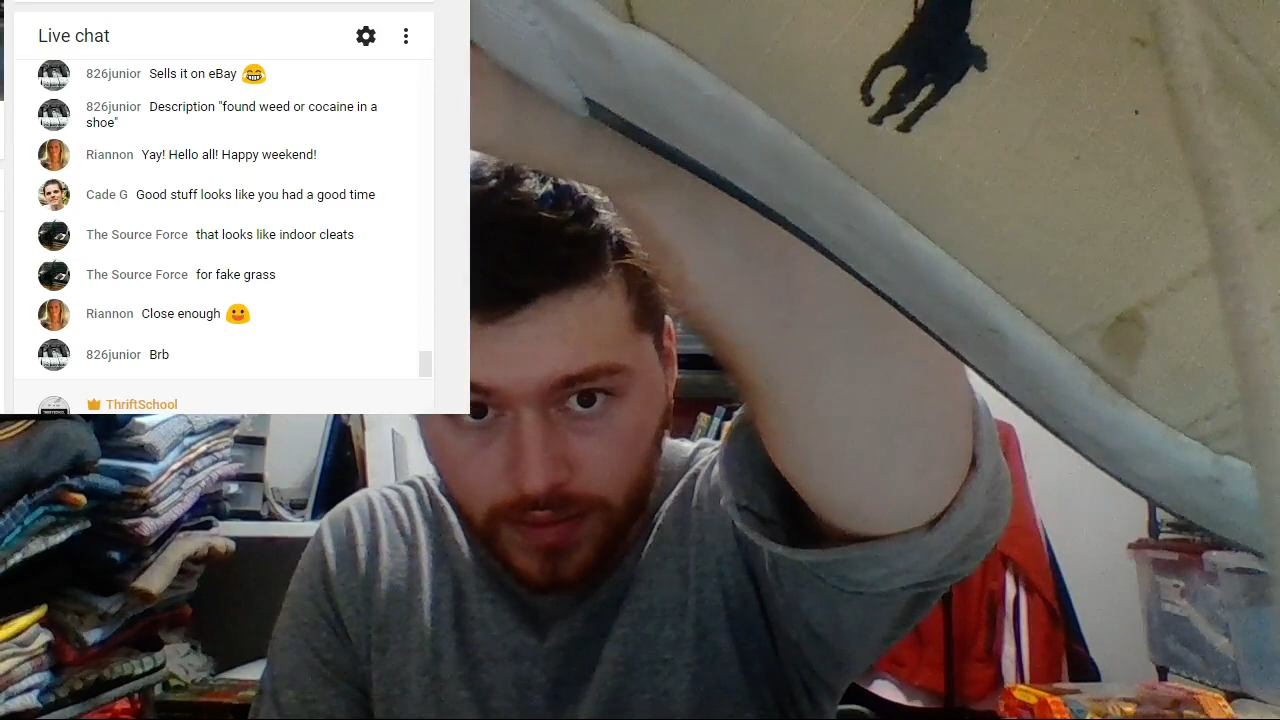 Live chat
826junior Sells it on eBay 😁
826junior Description "found weed or cocaine in a
shoe"
Riannon Yay! Hello all! Happy weekend!
Cade G Good stuff looks like you had a good time
The Source Force that looks like indoor cleats
The Source Force for fake grass
Riannon Close enough 😛
826junior Brb
ThriftSchool